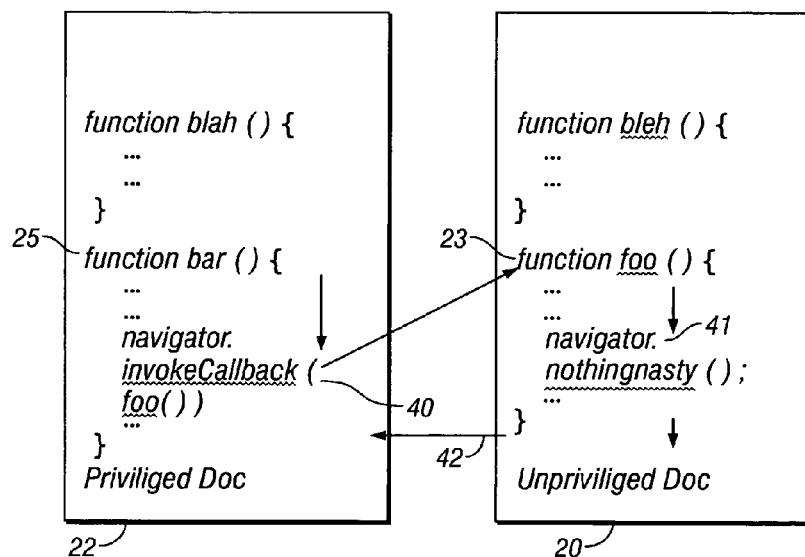 function blah ( ) {
...
...
}
25
function bar ( ) {
...
...
navigator.
invokeCallback (
foo( ) )
...
}
40
Priviliged Doc
22
function bleh ( ) {
...
...
}
23
function foo ( ) {
...
...
navigator.
41
nothingnasty ( ) ;
...
}
42
Unpriviliged Doc
20